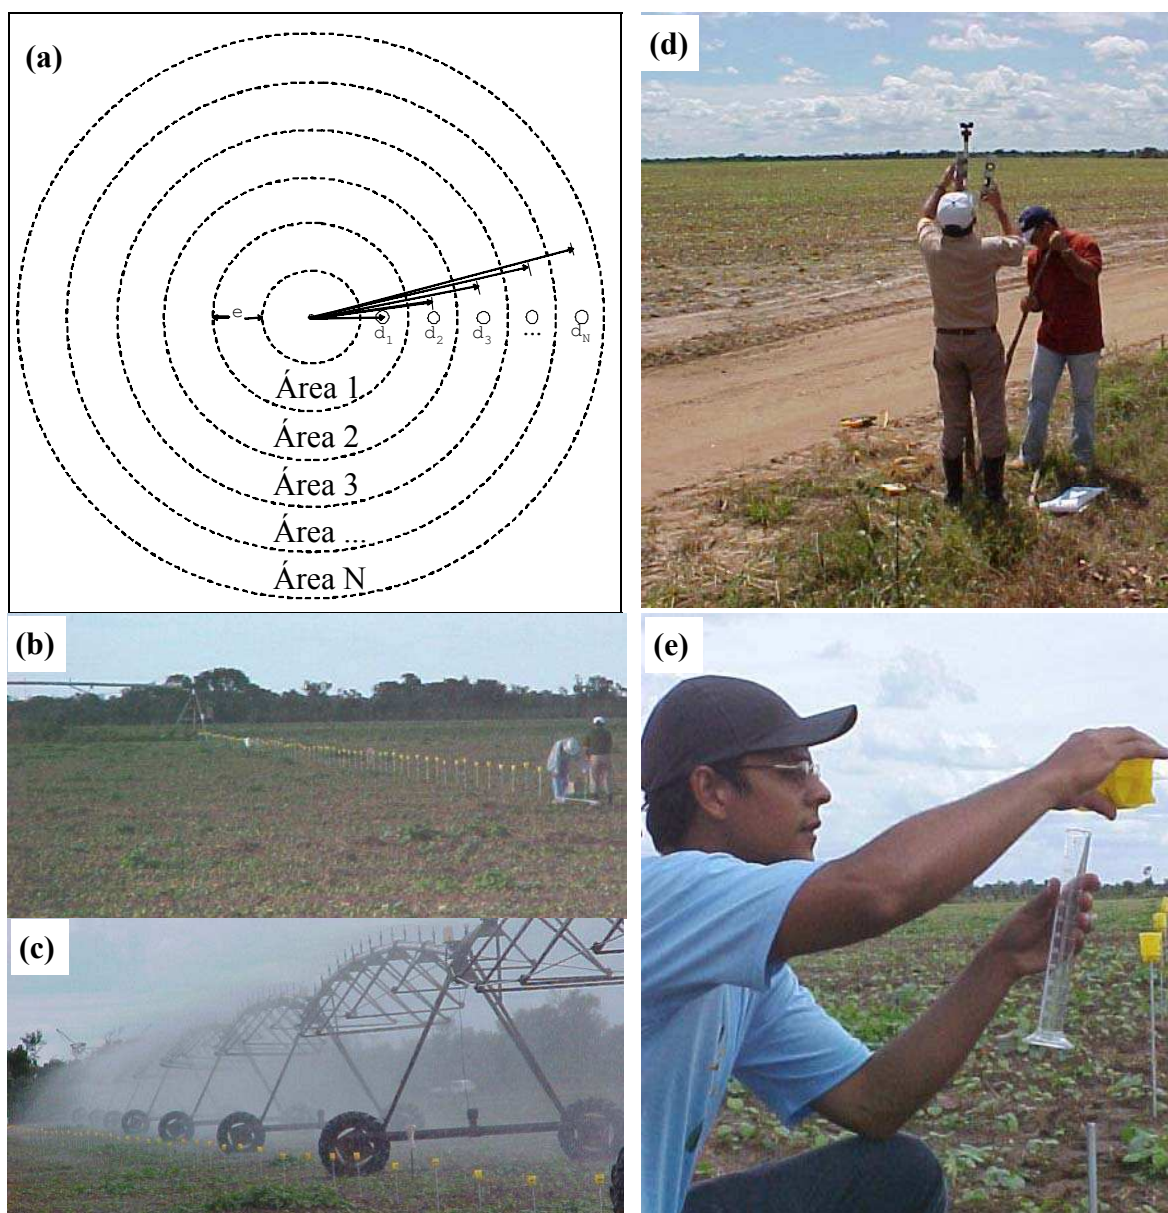 (a)
e
d1 d2 d3 ... dN
Área 1
Área 2
Área 3
Área ...
Área N
(b)
(c)
(d)
(e)